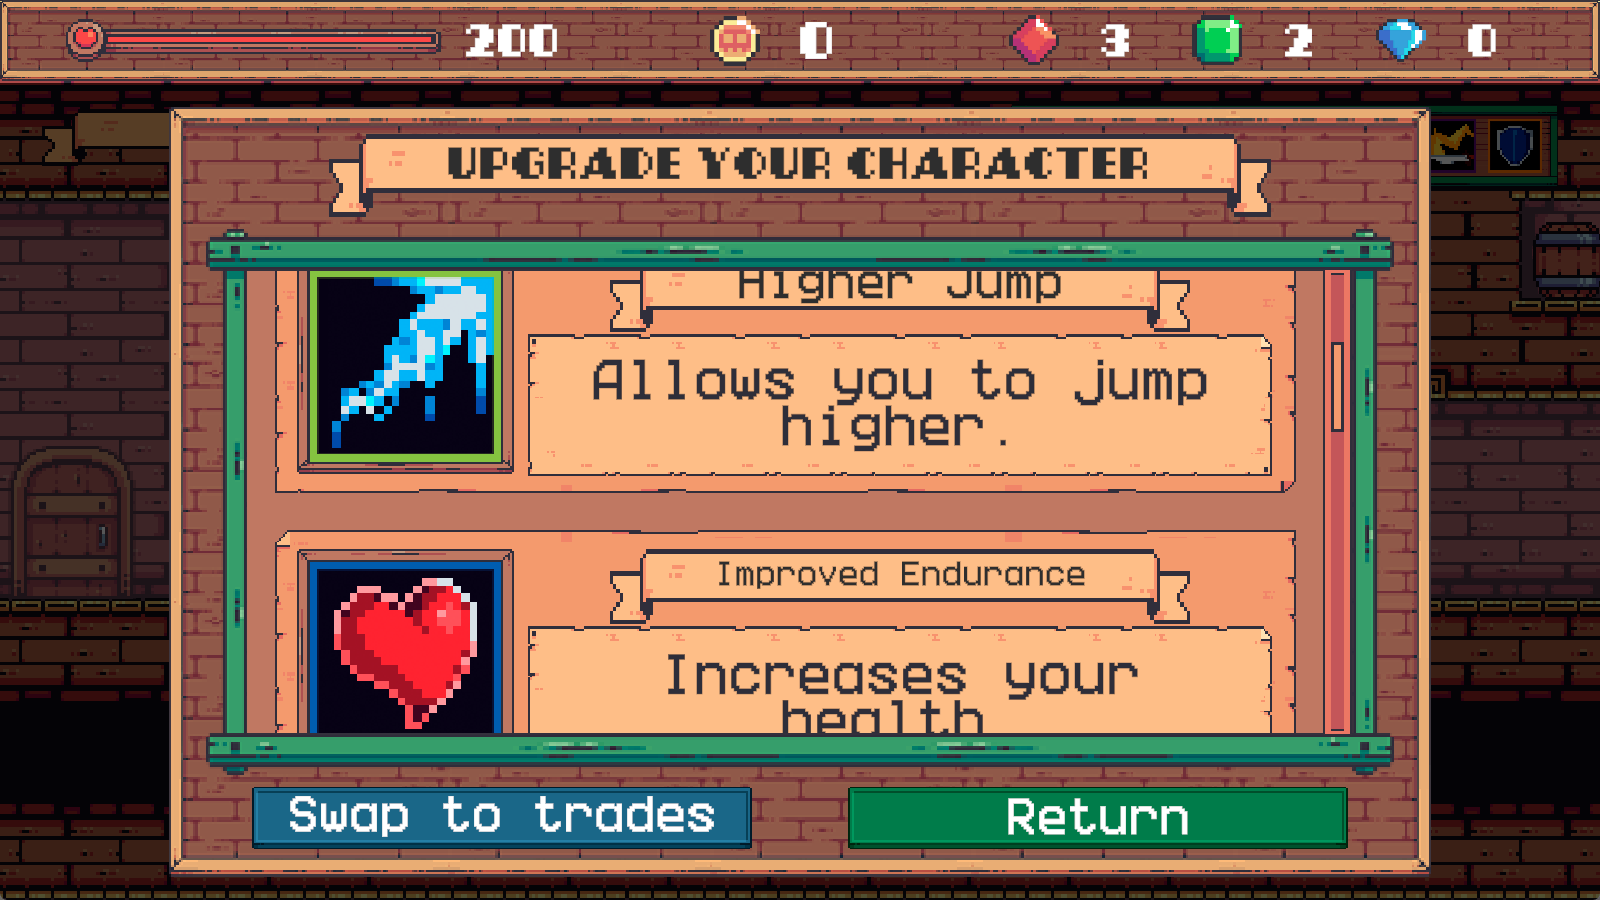 200 0 3 2 0
UPGRADE YOUR CHARACTER
Higher Jump
Allows you to jump
higher.
Improved Endurance
Increases your
health
Swap to trades
Return